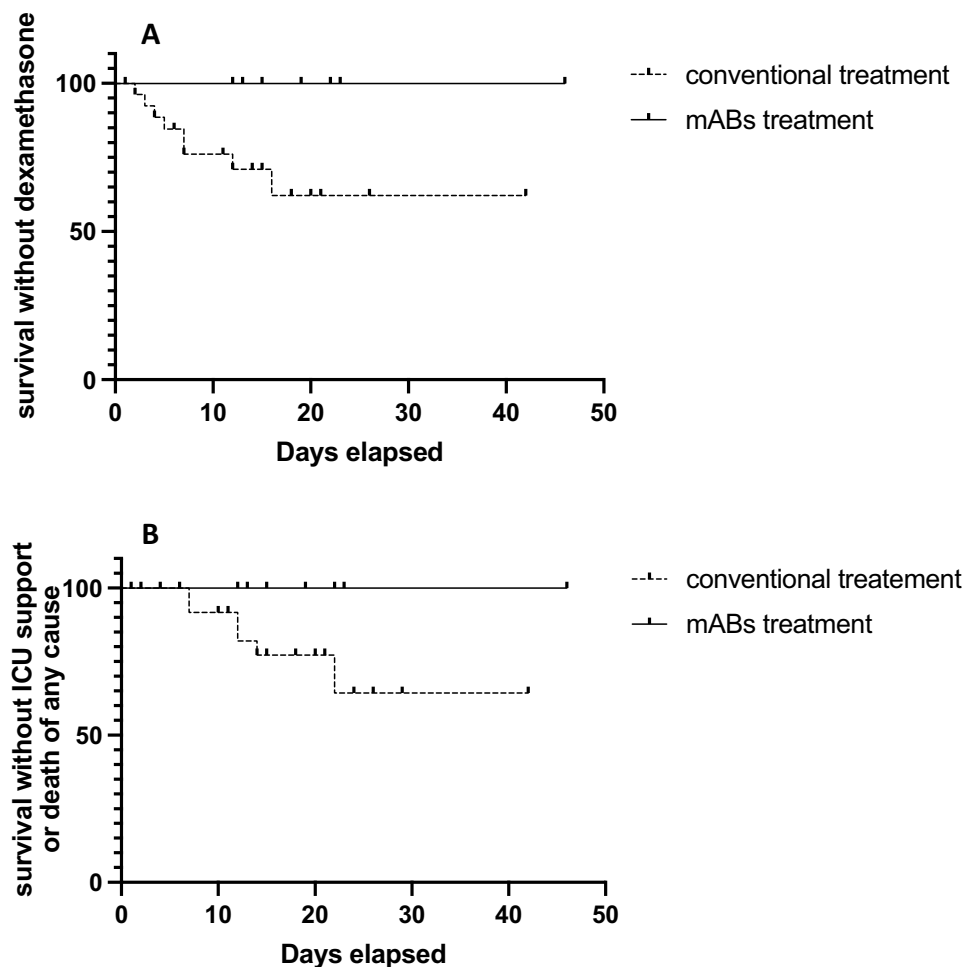 A
survival without dexamethasone
100
50
0
0 10 20 30 40 50
Days elapsed
conventional treatment
mABs treatment
B
survival without ICU support
or death of any cause
100
50
0
0 10 20 30 40 50
Days elapsed
conventional treatement
mABs treatment